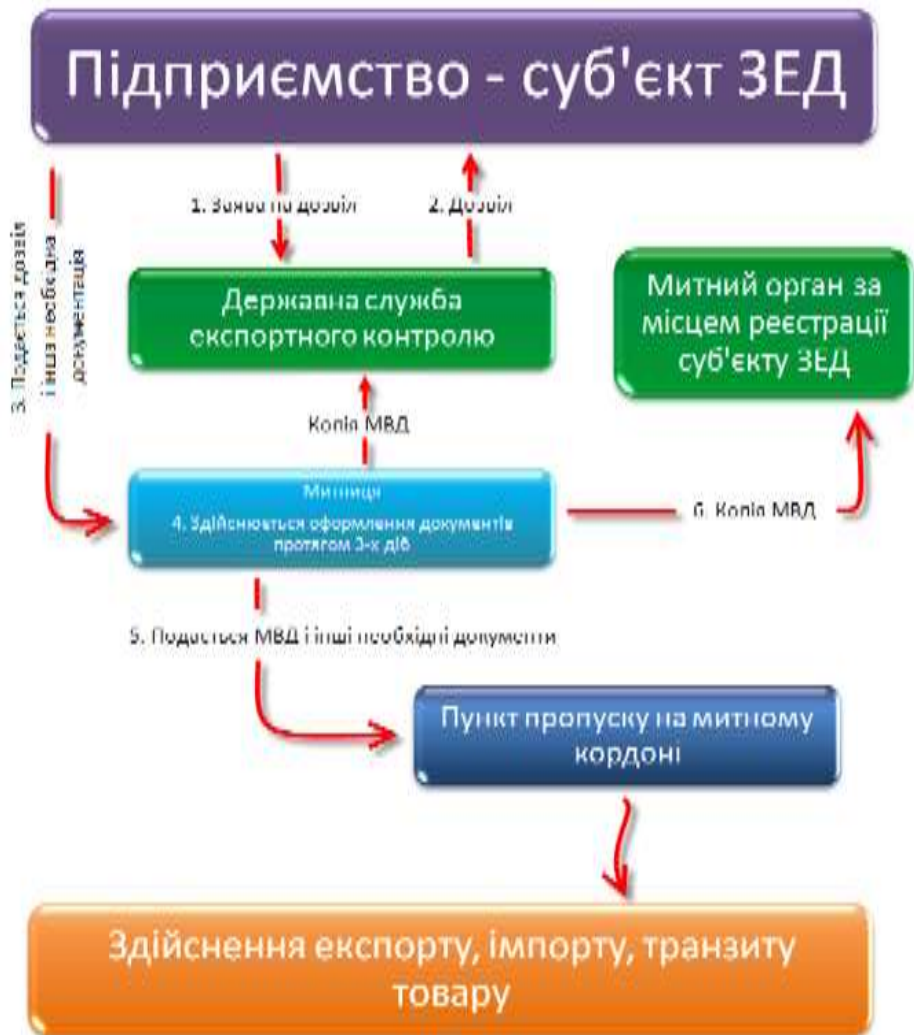 Підприємство - суб'єкт ЗЕД
1. Заява на дозвіл
2. Дозвіл
3. Подається дозвіл
і інша необхідна
документація
Державна служба
експортного контролю
Митний орган за
місцем реєстрації
суб'єкту ЗЕД
Копія МВД
Митниця
4. Здійснюється оформлення документів
протягом 3-х діб
6. Копія МВД
5. Подається МВД і інші необхідні документи
Пункт пропуску на митному
кордоні
Здійснення експорту, імпорту, транзиту
товару